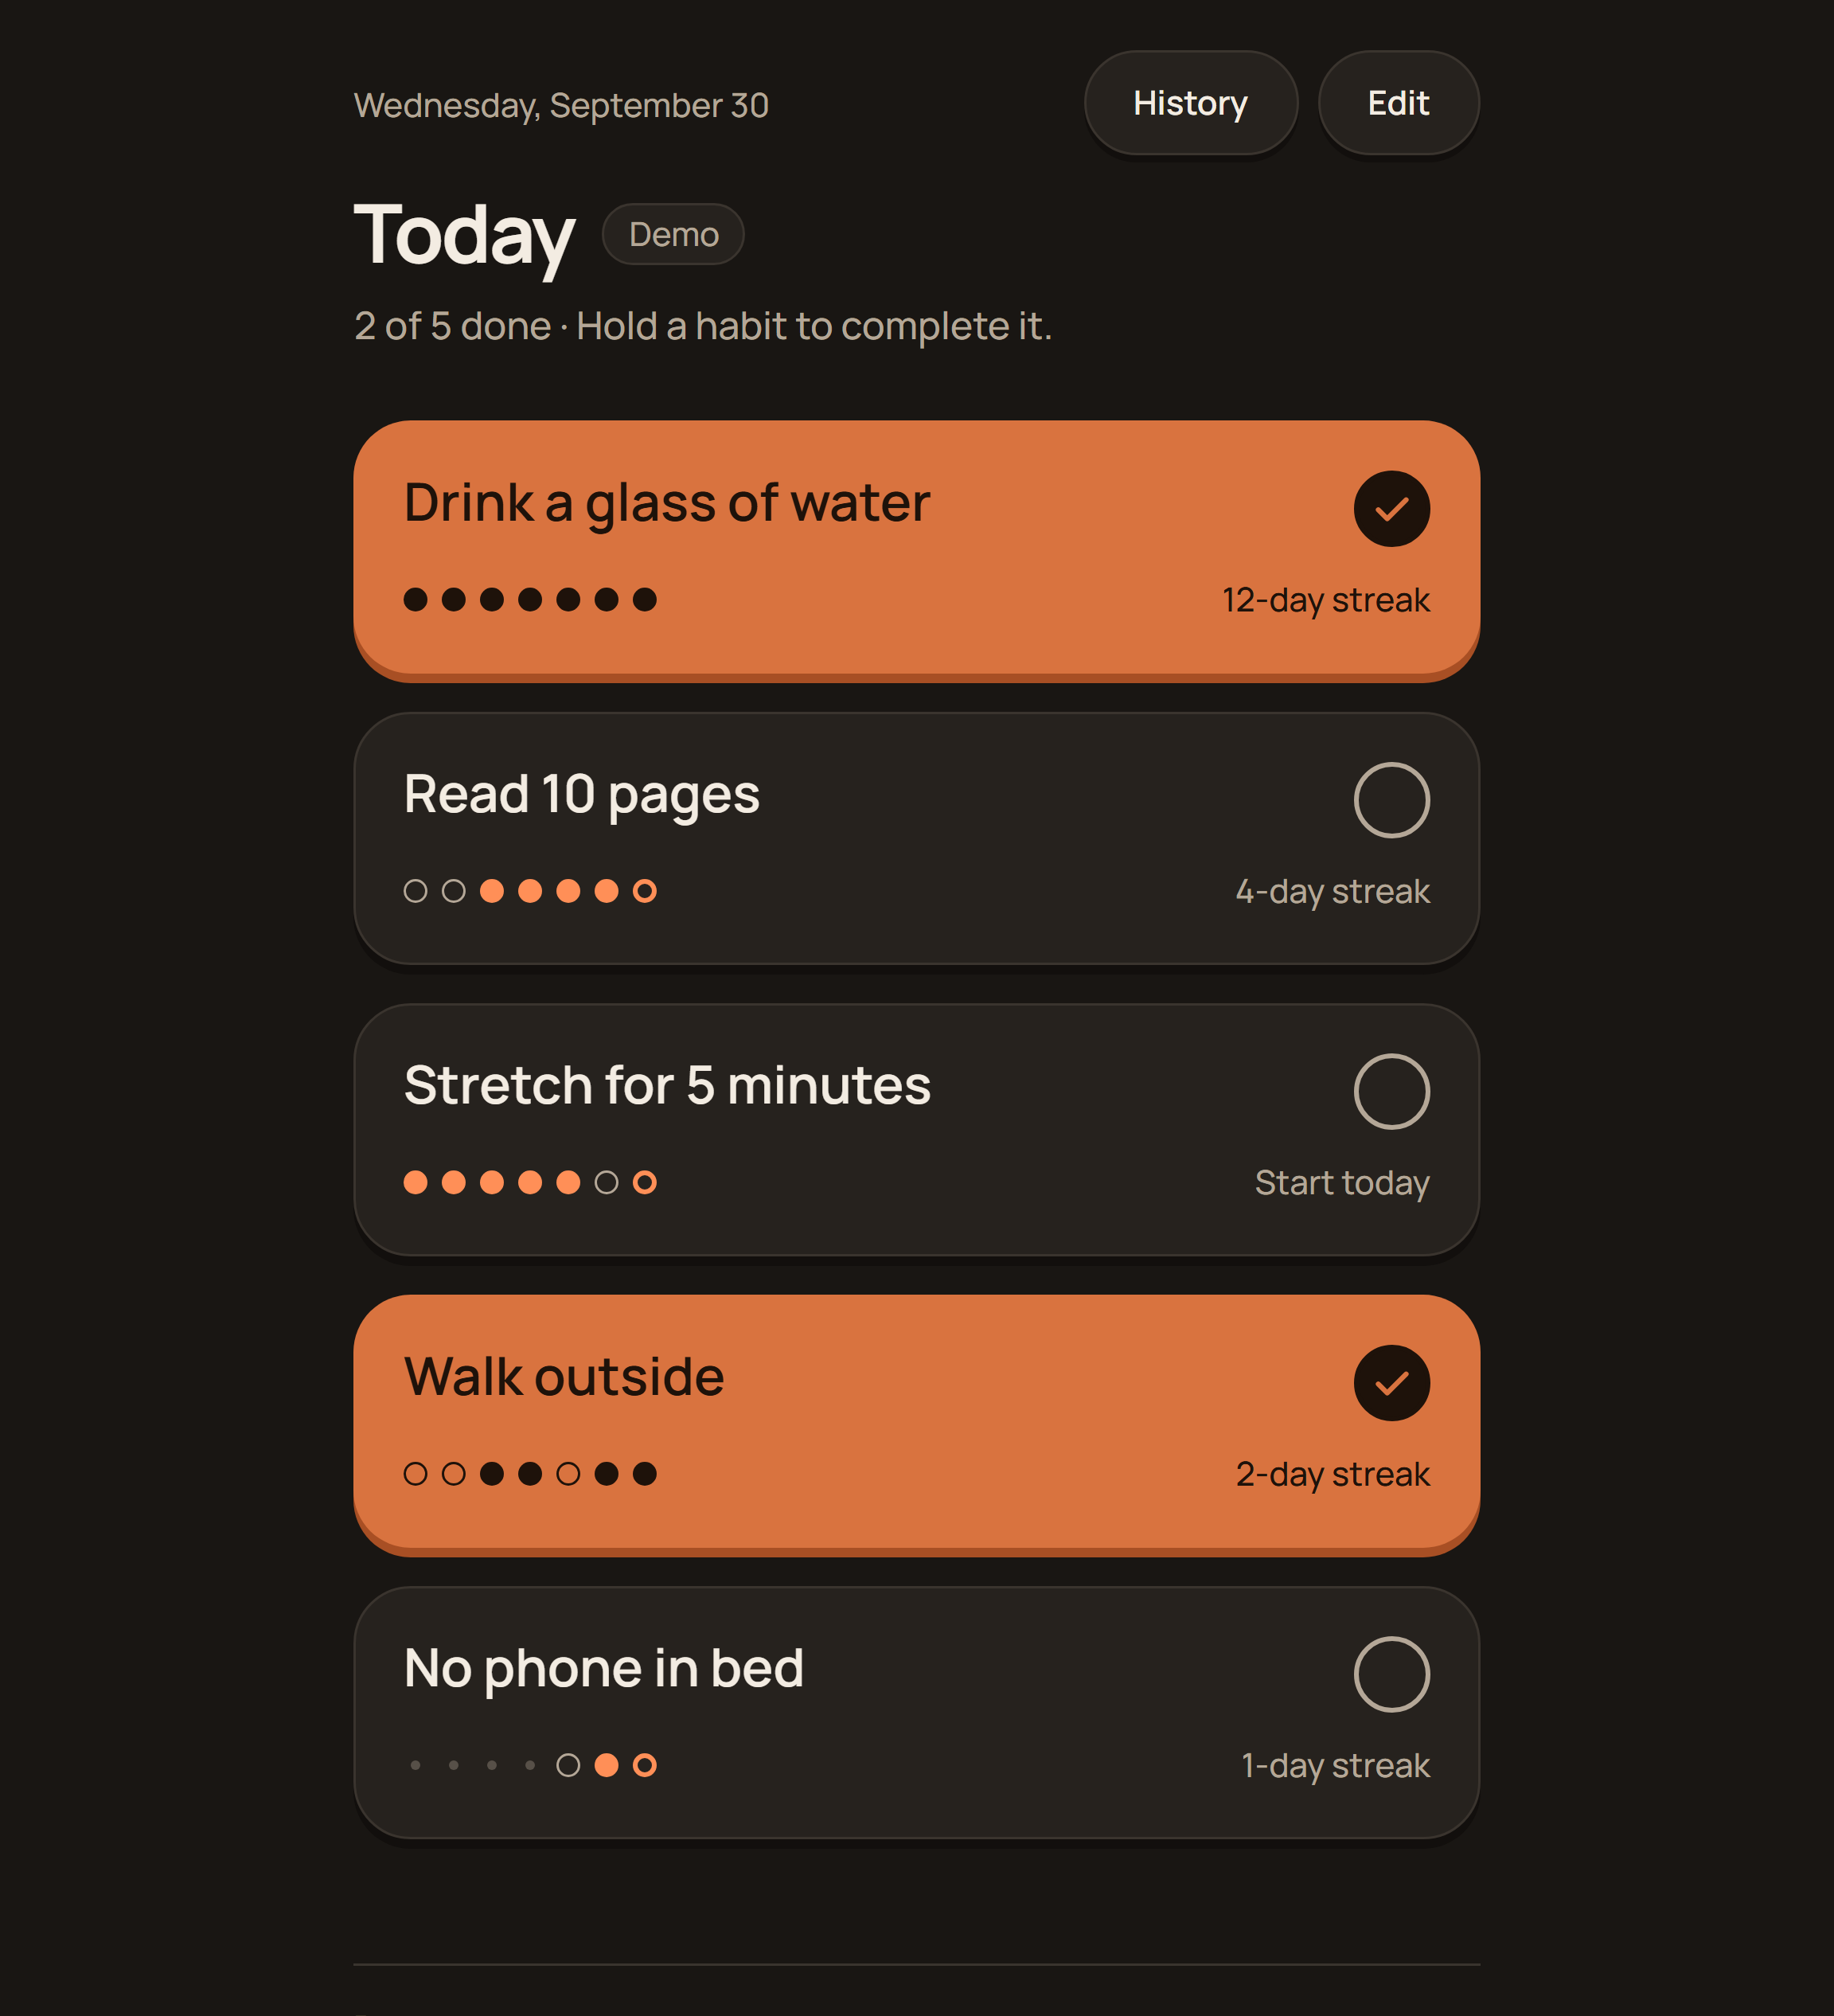 Wednesday, September 30
History
Edit
Today
Demo
2 of 5 done · Hold a habit to complete it.
Drink a glass of water
12-day streak
Read 10 pages
4-day streak
Stretch for 5 minutes
Start today
Walk outside
2-day streak
No phone in bed
1-day streak